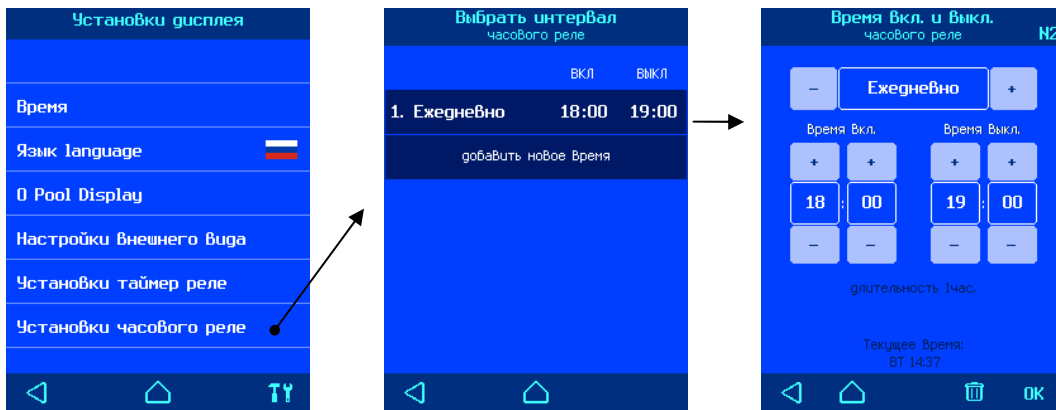 Установки дисплея
Время
Язык language
О Pool Display
Настройки внешнего вида
Установки таймер реле
Установки часового реле
Выбрать интервал
часового реле
ВКЛ ВЫКЛ
1. Ежедневно 18:00 19:00
добавить новое время
Время Вкл. и Выкл.
часового реле
N2
– Ежедневно +
Время Вкл. Время Выкл.
+ + + +
18 : 00 19 : 00
– – – –
длительность 1час.
Текущее время:
ВТ 14:37
OK